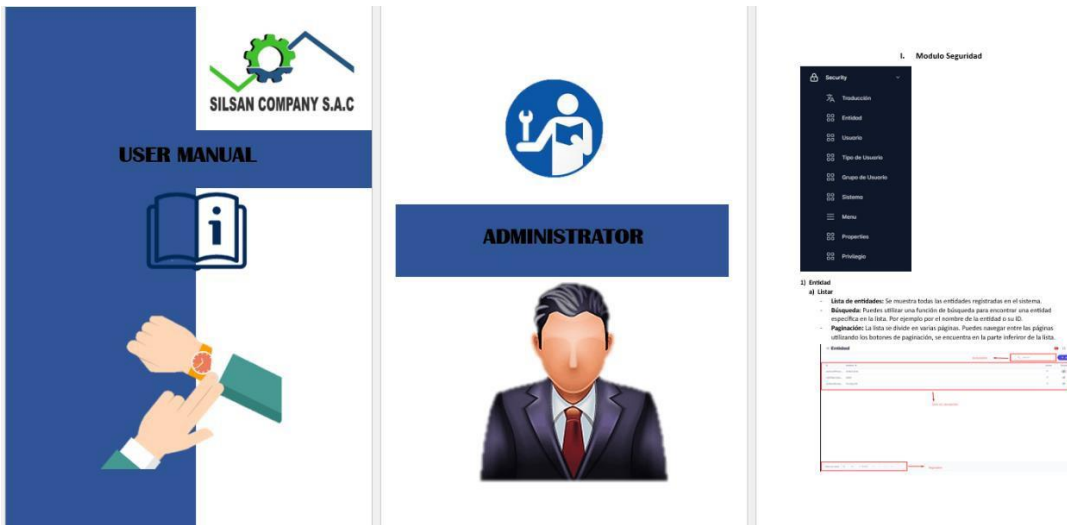 SILSAN COMPANY S.A.C
USER MANUAL
i
ADMINISTRATOR
I. Modulo Seguridad
Security
Traducción
Entidad
Usuario
Tipo de Usuario
Grupo de Usuario
Sistema
Menu
Properties
Privilegio
1) Entidad
a) Listar
- Lista de entidades: Se muestra todas las entidades registradas en el sistema.
- Búsqueda: Puedes utilizar una función de búsqueda para encontrar una entidad
específica en la lista. Por ejemplo por el nombre de la entidad o su ID.
- Paginación: La lista se divide en varias páginas. Puedes navegar entre las páginas
utilizando los botones de paginación, se encuentra en la parte inferiror de la lista.
Entidad